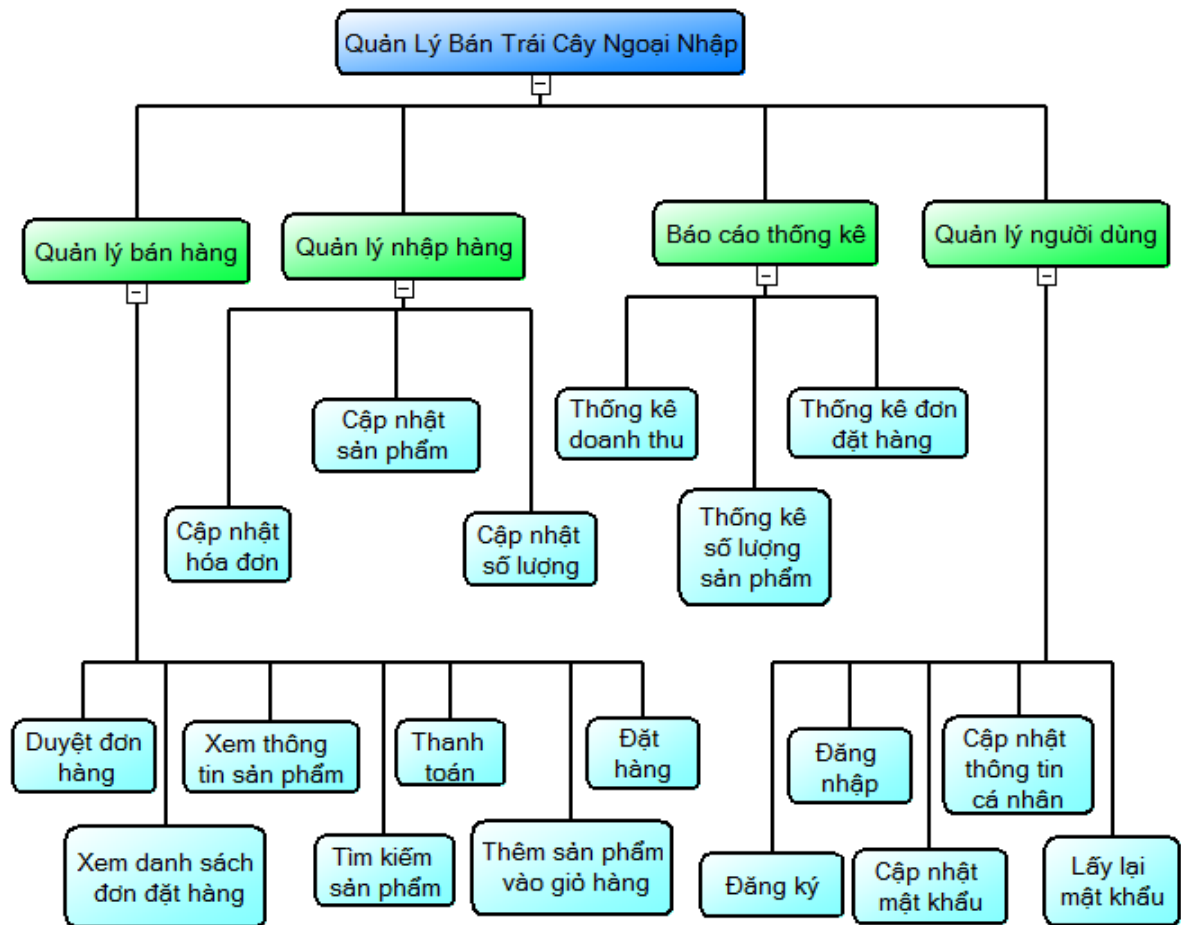 Quản Lý Bán Trái Cây Ngoại Nhập
Quản lý bán hàng
Quản lý nhập hàng
Báo cáo thống kê
Quản lý người dùng
Cập nhật
hóa đơn
Cập nhật
sản phẩm
Cập nhật
số lượng
Thống kê
doanh thu
Thống kê
số lượng
sản phẩm
Thống kê đơn
đặt hàng
Duyệt đơn
hàng
Xem danh sách
đơn đặt hàng
Xem thông
tin sản phẩm
Tìm kiếm
sản phẩm
Thanh
toán
Thêm sản phẩm
vào giỏ hàng
Đặt
hàng
Đăng ký
Đăng
nhập
Cập nhật
mật khẩu
Cập nhật
thông tin
cá nhân
Lấy lại
mật khẩu